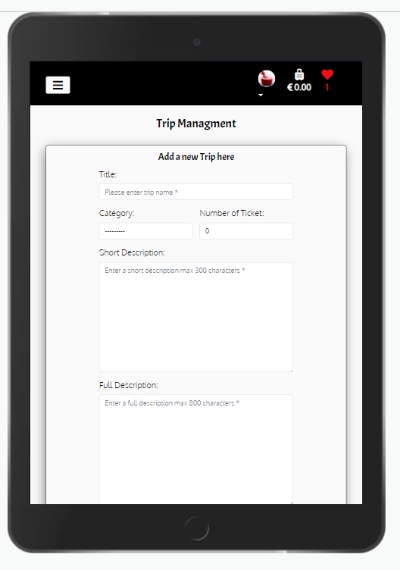 € 0.00 1
Trip Managment
Add a new Trip here
Title:
Please enter trip name *
Category: Number of Ticket:
--------- 0
Short Description:
Enter a short description max 300 characters *
Full Description:
Enter a full description max 800 characters *